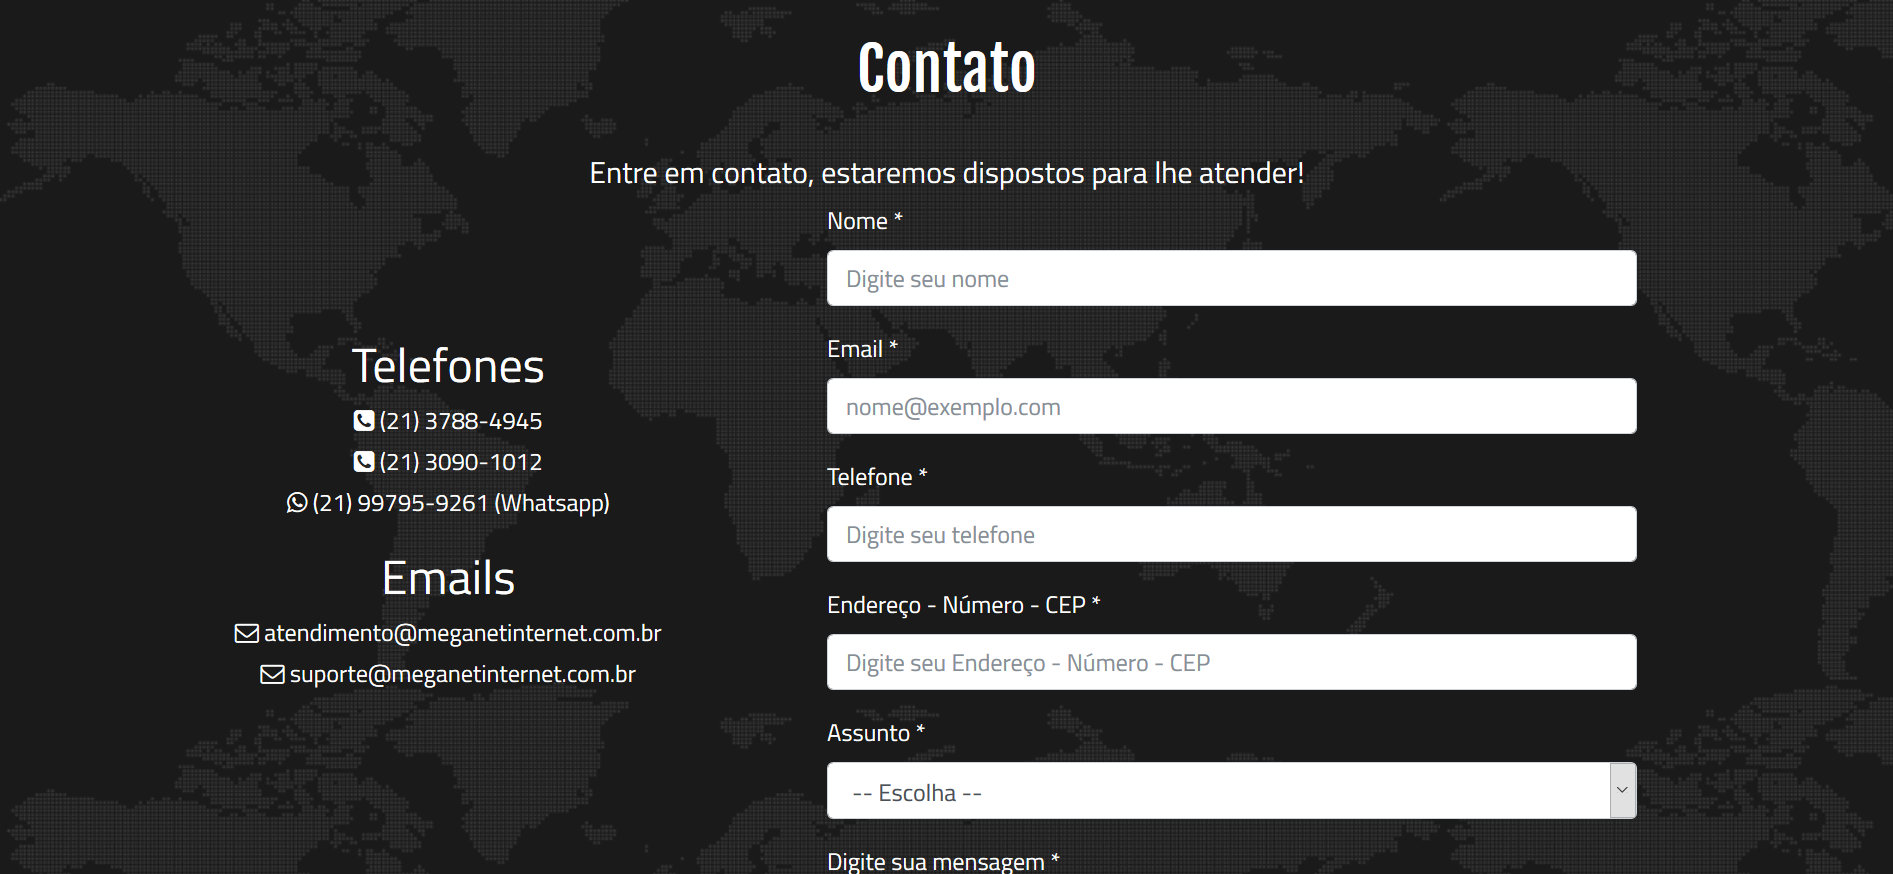 Contato
Entre em contato, estaremos dispostos para lhe atender!
Telefones
(21) 3788-4945
(21) 3090-1012
(21) 99795-9261 (Whatsapp)
Emails
atendimento@meganetinternet.com.br
suporte@meganetinternet.com.br
Nome *
Digite seu nome
Email *
nome@exemplo.com
Telefone *
Digite seu telefone
Endereço - Número - CEP *
Digite seu Endereço - Número - CEP
Assunto *
-- Escolha --
Digite sua mensagem *